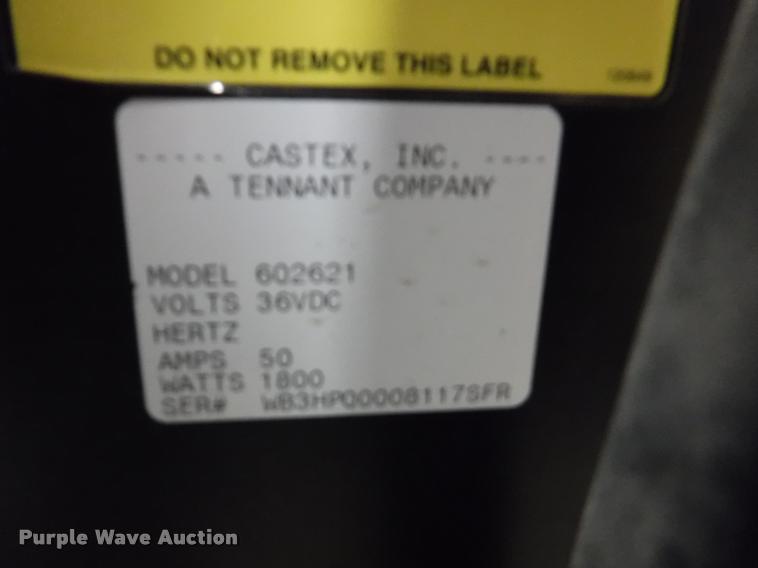 DO NOT REMOVE THIS LABEL
----- CASTEX, INC. ----
A TENNANT COMPANY
MODEL 602621
VOLTS 36VDC
HERTZ
AMPS 50
WATTS 1800
SER# WB3HP00008117SFR
Purple Wave Auction